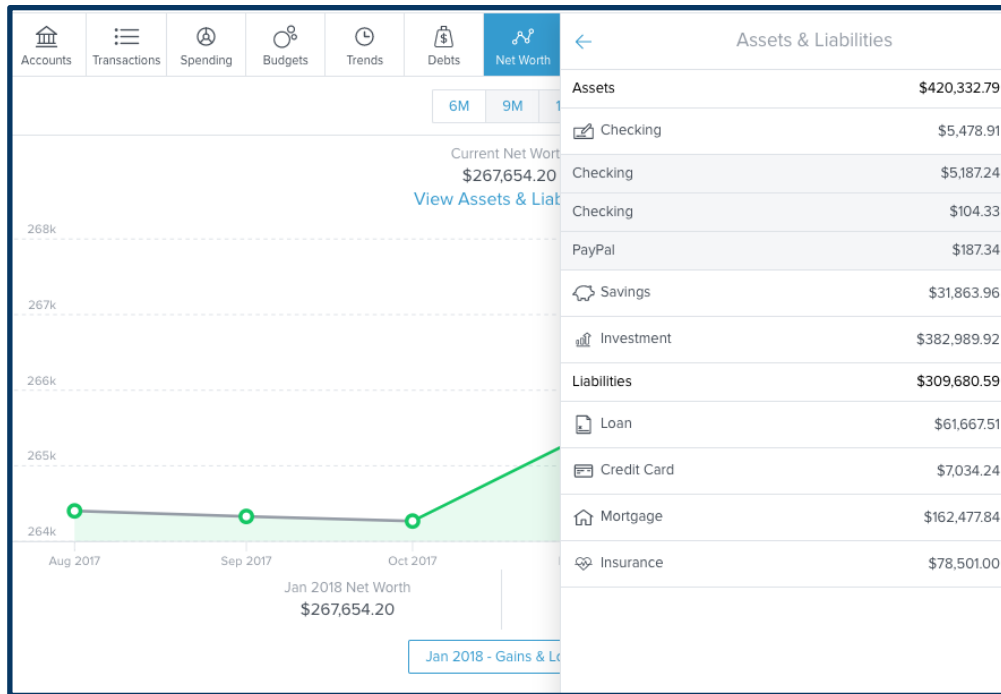 Accounts
Transactions
Spending
Budgets
Trends
Debts
Net Worth
6M
9M
Current Net Wort
$267,654.20
View Assets & Liab
268k
267k
266k
265k
264k
Aug 2017
Sep 2017
Oct 2017
Jan 2018 Net Worth
$267,654.20
Jan 2018 - Gains & Lo
Assets & Liabilities
Assets $420,332.79
Checking $5,478.91
Checking $5,187.24
Checking $104.33
PayPal $187.34
Savings $31,863.96
Investment $382,989.92
Liabilities $309,680.59
Loan $61,667.51
Credit Card $7,034.24
Mortgage $162,477.84
Insurance $78,501.00